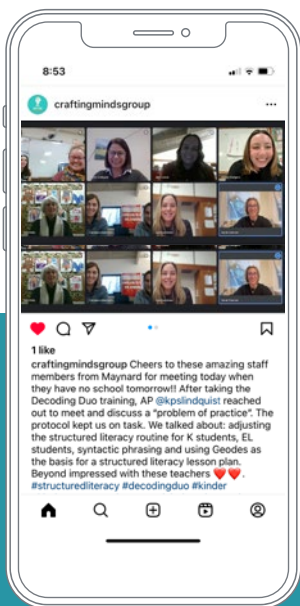 8:53
craftingmindsgroup
1 like
craftingmindsgroup Cheers to these amazing staff
members from Maynard for meeting today when
they have no school tomorrow!! After taking the
Decoding Duo training, AP @kpslindquist reached
out to meet and discuss a “problem of practice”. The
protocol kept us on task. We talked about: adjusting
the structured literacy routine for K students, EL
students, syntactic phrasing and using Geodes as
the basis for a structured literacy lesson plan.
Beyond impressed with these teachers ❤️❤️.
#structuredliteracy #decodingduo #kinder